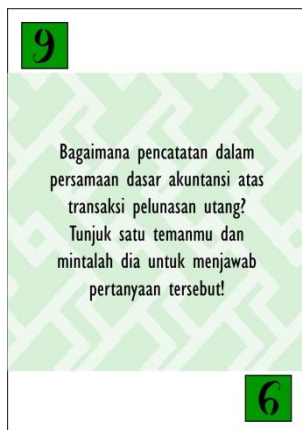 9
Bagaimana pencatatan dalam
persamaan dasar akuntansi atas
transaksi pelunasan utang?
Tunjuk satu temanmu dan
mintalah dia untuk menjawab
pertanyaan tersebut!
9